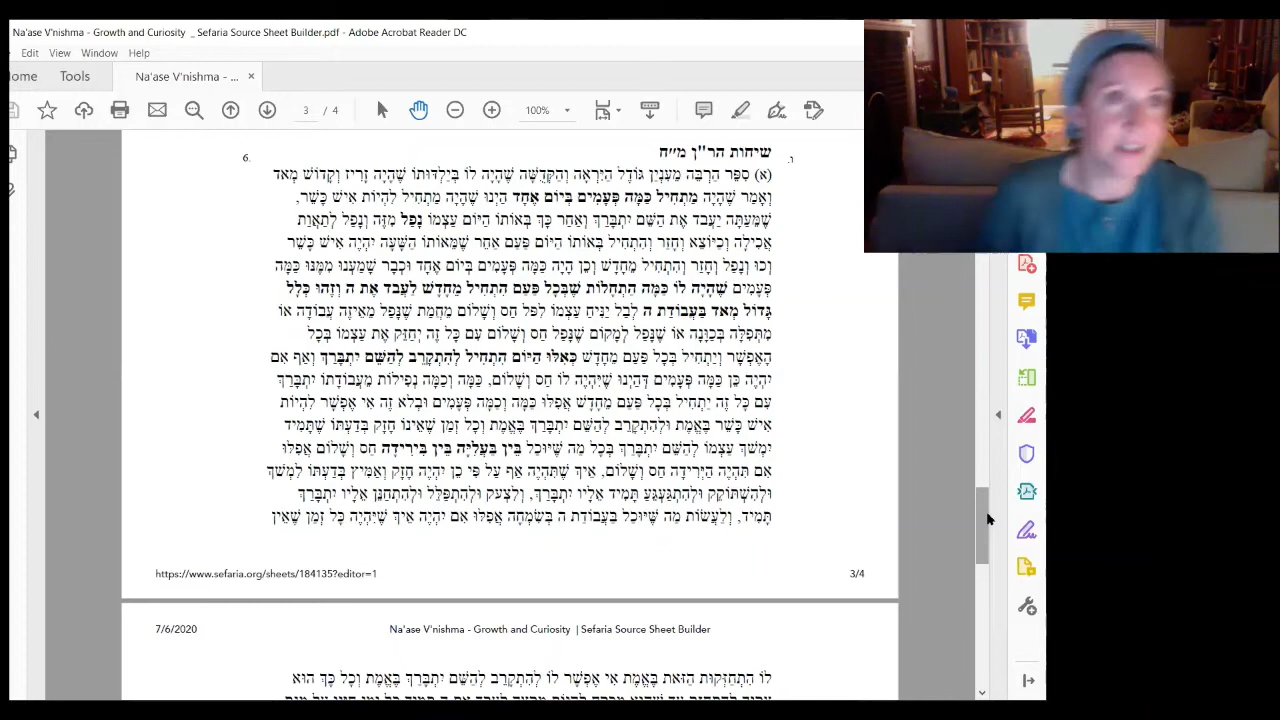 Na'ase V'nishma - Growth and Curiosity _ Sefaria Source Sheet Builder.pdf - Adobe Acrobat Reader DC
Edit View Window Help
ome Tools Na'ase V'nishma - ... ×
3 / 4 100%
שיחות הר"ן מ״ח
6. ו.
(א) סִפֵּר הַרְבֵּה מֵעִנְיַן גּוֹדֶל הַיִּרְאָה וְהַקְּדֻשָּׁה שֶׁהָיָה לוֹ בְּיַלְדוּתוֹ שֶׁהָיָה זָרִיז וְקָדוֹשׁ מְאֹד
וְאָמַר שֶׁהָיָה מַתְחִיל כַּמָּה פְּעָמִים בְּיוֹם אֶחָד הַיְנוּ שֶׁהָיָה מַתְחִיל לִהְיוֹת אִישׁ כָּשֵׁר,
שֶׁמֵּעַתָּה יַעֲבֹד אֶת הַשֵּׁם יִתְבָּרַךְ וְאַחַר כָּךְ בְּאוֹתוֹ הַיּוֹם עַצְמוֹ נָפַל מִזֶּה וְנָפַל לְתַאֲוַת
אֲכִילָה וְכַיּוֹצֵא וְחָזַר וְהִתְחִיל בְּאוֹתוֹ הַיּוֹם פַּעַם אַחֵר שֶׁמֵּאוֹתוֹ הַשָּׁעָה יִהְיֶה אִישׁ כָּשֵׁר
וְכוּ וְנָפַל וְחָזַר וְהִתְחִיל מֵחָדָשׁ וְכֵן הָיָה כַּמָּה פְּעָמִים בְּיוֹם אֶחָד וּכְבָר שָׁמַעְנוּ מִמֶּנּוּ כַּמָּה
פְּעָמִים שֶׁהָיָה לוֹ כַּמָּה הַתְחָלוֹת שֶׁבְּכָל פַּעַם הִתְחִיל מֵחָדָשׁ לַעֲבֹד אֶת ה וְזֶהוּ כְּלָל
גָּדוֹל מְאֹד בַּעֲבוֹדַת ה לְבַל יַנִּיחַ עַצְמוֹ לִפֹּל חַס וְשָׁלוֹם מֵחֲמַת שֶׁנָּפַל מֵאֵיזֶה עֲבוֹדָה אוֹ
מִתְּפִלָּה בְּכַוָּנָה אוֹ שֶׁנָּפַל לְמָקוֹם שֶׁנָּפַל חַס וְשָׁלוֹם עִם כָּל זֶה יְחַזֵּק אֶת עַצְמוֹ בְּכָל
הָאֶפְשָׁר וְיַתְחִיל בְּכָל פַּעַם מֵחָדָשׁ כְּאִלּוּ הַיּוֹם הִתְחִיל לְהִתְקָרֵב לְהַשֵּׁם יִתְבָּרַךְ וְאַף אִם
יִהְיֶה כֵּן כַּמָּה פְּעָמִים דְּהַיְנוּ שֶׁיִּהְיֶה לוֹ חַס וְשָׁלוֹם, כַּמָּה וְכַמָּה נְפִילוֹת מֵעֲבוֹדָתוֹ יִתְבָּרַךְ
עִם כָּל זֶה יַתְחִיל בְּכָל פַּעַם מֵחָדָשׁ אֲפִלּוּ כַּמָּה וְכַמָּה פְּעָמִים וּבְלֹא זֶה אִי אֶפְשָׁר לִהְיוֹת
אִישׁ כָּשֵׁר בֶּאֱמֶת וּלְהִתְקָרֵב לְהַשֵּׁם יִתְבָּרַךְ בֶּאֱמֶת וְכָל זְמַן שֶׁאֵינוֹ חָזָק בְּדַעְתּוֹ שֶׁתָּמִיד
יִמְשֹׁךְ עַצְמוֹ לְהַשֵּׁם יִתְבָּרַךְ בְּכָל מַה שֶּׁיּוּכַל בֵּין בַּעֲלִיָּה בֵּין בִּירִידָה חַס וְשָׁלוֹם אֲפִלּוּ
אִם תִּהְיֶה הַיְּרִידָה חַס וְשָׁלוֹם, אֵיךְ שֶׁתִּהְיֶה אַף עַל פִּי כֵן יִהְיֶה חָזָק וְאַמִּיץ בְּדַעְתּוֹ לִמְשֹׁךְ
וּלְהִשְׁתּוֹקֵק וּלְהִתְגַּעְגֵּעַ תָּמִיד אֵלָיו יִתְבָּרַךְ, וְלִצְעֹק וּלְהִתְפַּלֵּל וּלְהִתְחַנֵּן אֵלָיו יִתְבָּרַךְ
תָּמִיד, וְלַעֲשׂוֹת מַה שֶּׁיּוּכַל בַּעֲבוֹדַת ה בְּשִׂמְחָה אֲפִלּוּ אִם יִהְיֶה אֵיךְ שֶׁיִּהְיֶה כָּל זְמַן שֶׁאֵין
https://www.sefaria.org/sheets/184135?editor=1 3/4
7/6/2020 Na'ase V'nishma - Growth and Curiosity | Sefaria Source Sheet Builder
לוֹ הִתְחַזְּקוּת הַזֹּאת בֶּאֱמֶת אִי אֶפְשָׁר לוֹ לְהִתְקָרֵב לְהַשֵּׁם יִתְבָּרַךְ בֶּאֱמֶת וְכָל כָּךְ הוּא